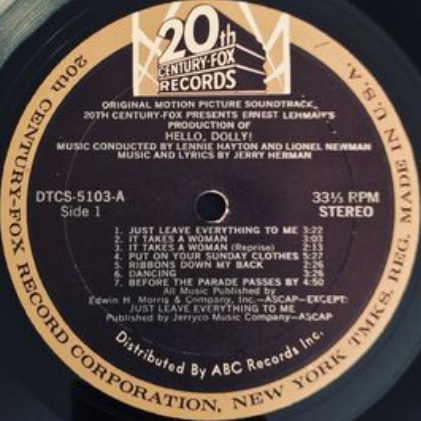 20th
CENTURY-FOX
RECORDS
ORIGINAL MOTION PICTURE SOUNDTRACK
20TH CENTURY-FOX PRESENTS ERNEST LEHMAN'S
PRODUCTION OF
HELLO, DOLLY!
MUSIC CONDUCTED BY LENNIE HAYTON AND LIONEL NEWMAN
MUSIC AND LYRICS BY JERRY HERMAN
DTCS-5103-A
Side 1
33⅓ RPM
STEREO
1. JUST LEAVE EVERYTHING TO ME 3:22
2. IT TAKES A WOMAN 3:03
3. IT TAKES A WOMAN (Reprise) 2:13
4. PUT ON YOUR SUNDAY CLOTHES 5:27
5. RIBBONS DOWN MY BACK 2:26
6. DANCING 3:26
7. BEFORE THE PARADE PASSES BY 4:50
All Music Published by
Edwin H. Morris & Company, Inc.—ASCAP—EXCEPT:
JUST LEAVE EVERYTHING TO ME
Published by Jerryco Music Company—ASCAP
Distributed By ABC Records Inc.
20th CENTURY-FOX RECORD CORPORATION, NEW YORK TMKS. REG. MADE IN U.S.A.